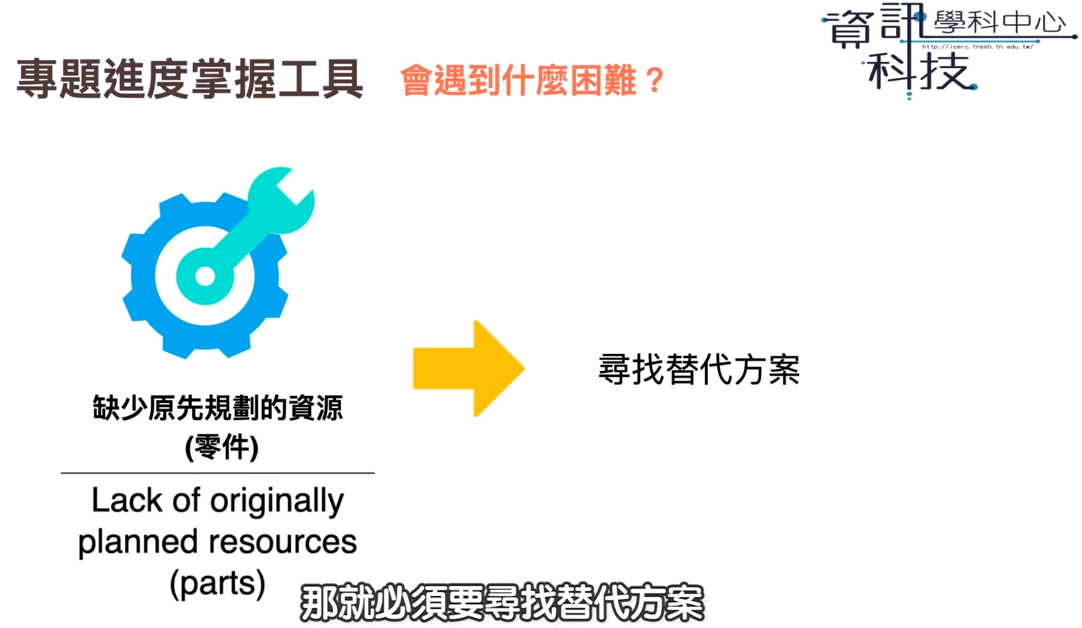 資訊學科中心
http://icerc.tnssh.tn.edu.tw/
科技
專題進度掌握工具
會遇到什麼困難？
缺少原先規劃的資源
(零件)
Lack of originally
planned resources
(parts)
尋找替代方案
那就必須要尋找替代方案